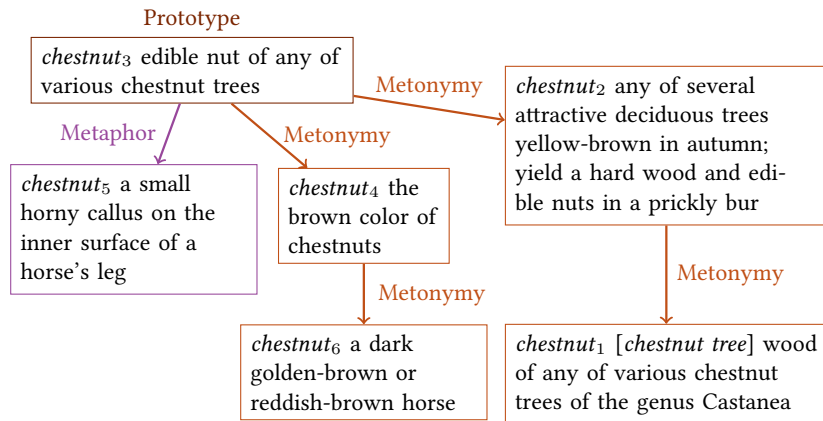 Prototype
chestnut₃ edible nut of any of
various chestnut trees
Metonymy
chestnut₂ any of several
attractive deciduous trees
yellow-brown in autumn;
yield a hard wood and edi-
ble nuts in a prickly bur
Metaphor
Metonymy
chestnut₅ a small
horny callus on the
inner surface of a
horse's leg
chestnut₄ the
brown color of
chestnuts
Metonymy
Metonymy
chestnut₆ a dark
golden-brown or
reddish-brown horse
chestnut₁ [chestnut tree] wood
of any of various chestnut
trees of the genus Castanea